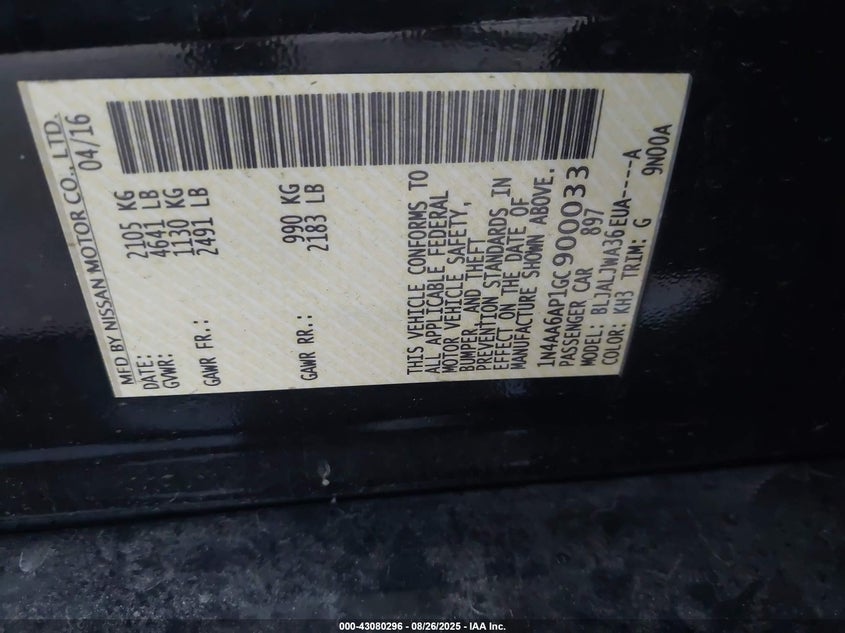 MFD BY NISSAN MOTOR CO., LTD.
DATE: 04/16
GVWR: 2105 KG
4641 LB
GAWR FR.: 1130 KG
2491 LB
GAWR RR.: 990 KG
2183 LB
THIS VEHICLE CONFORMS TO
ALL APPLICABLE FEDERAL
MOTOR VEHICLE SAFETY,
BUMPER, AND THEFT
PREVENTION STANDARDS IN
EFFECT ON THE DATE OF
MANUFACTURE SHOWN ABOVE.
1N4AA6AP1GC900033
PASSENGER CAR 897
MODEL: BLJALJWA36EUA----A
COLOR: KH3 TRIM: G 9N00A
000-43080296 - 08/26/2025 - IAA Inc.